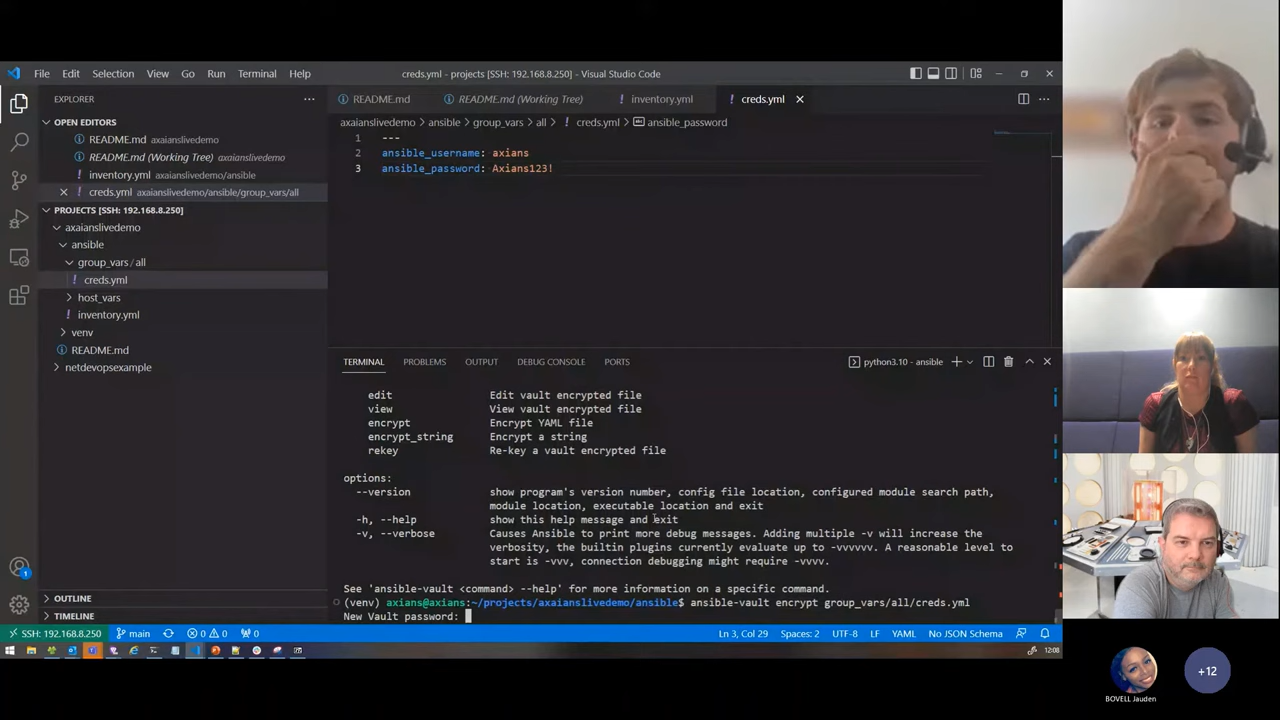 File Edit Selection View Go Run Terminal Help
creds.yml - projects [SSH: 192.168.8.250] - Visual Studio Code
EXPLORER
OPEN EDITORS
README.md axaianslivedemo
README.md (Working Tree) axaianslivedemo
inventory.yml axaianslivedemo/ansible
creds.yml axaianslivedemo/ansible/group_vars/all
PROJECTS [SSH: 192.168.8.250]
axaianslivedemo
ansible
group_vars / all
creds.yml
host_vars
inventory.yml
venv
README.md
netdevopsexample
OUTLINE
TIMELINE
README.md README.md (Working Tree) inventory.yml creds.yml
axaianslivedemo > ansible > group_vars > all > creds.yml > ansible_password
1 ---
2 ansible_username: axians
3 ansible_password: Axians123!
TERMINAL PROBLEMS OUTPUT DEBUG CONSOLE PORTS
python3.10 - ansible
edit Edit vault encrypted file
view View vault encrypted file
encrypt Encrypt YAML file
encrypt_string Encrypt a string
rekey Re-key a vault encrypted file
options:
--version show program's version number, config file location, configured module search path,
module location, executable location and exit
-h, --help show this help message and exit
-v, --verbose Causes Ansible to print more debug messages. Adding multiple -v will increase the
verbosity, the builtin plugins currently evaluate up to -vvvvvv. A reasonable level to
start is -vvv, connection debugging might require -vvvv.
See 'ansible-vault <command> --help' for more information on a specific command.
(venv) axians@axians:~/projects/axaianslivedemo/ansible$ ansible-vault encrypt group_vars/all/creds.yml
New Vault password:
SSH: 192.168.8.250 main 0 0 0 Ln 3, Col 29 Spaces: 2 UTF-8 LF YAML No JSON Schema
1
12:08
BOVELL Jauden
+12